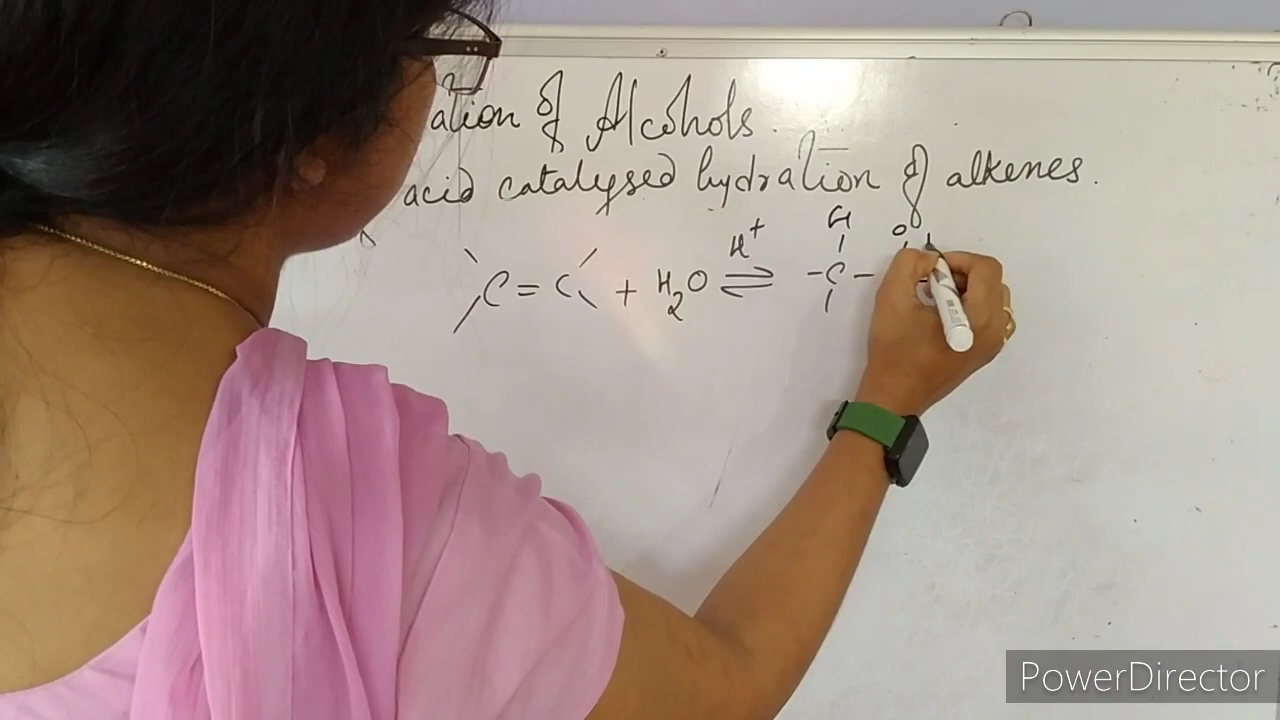 ation of Alcohols.
acid catalysed hydration of alkenes.
C = C + H2O ⇌ H+ H - C - O
PowerDirector